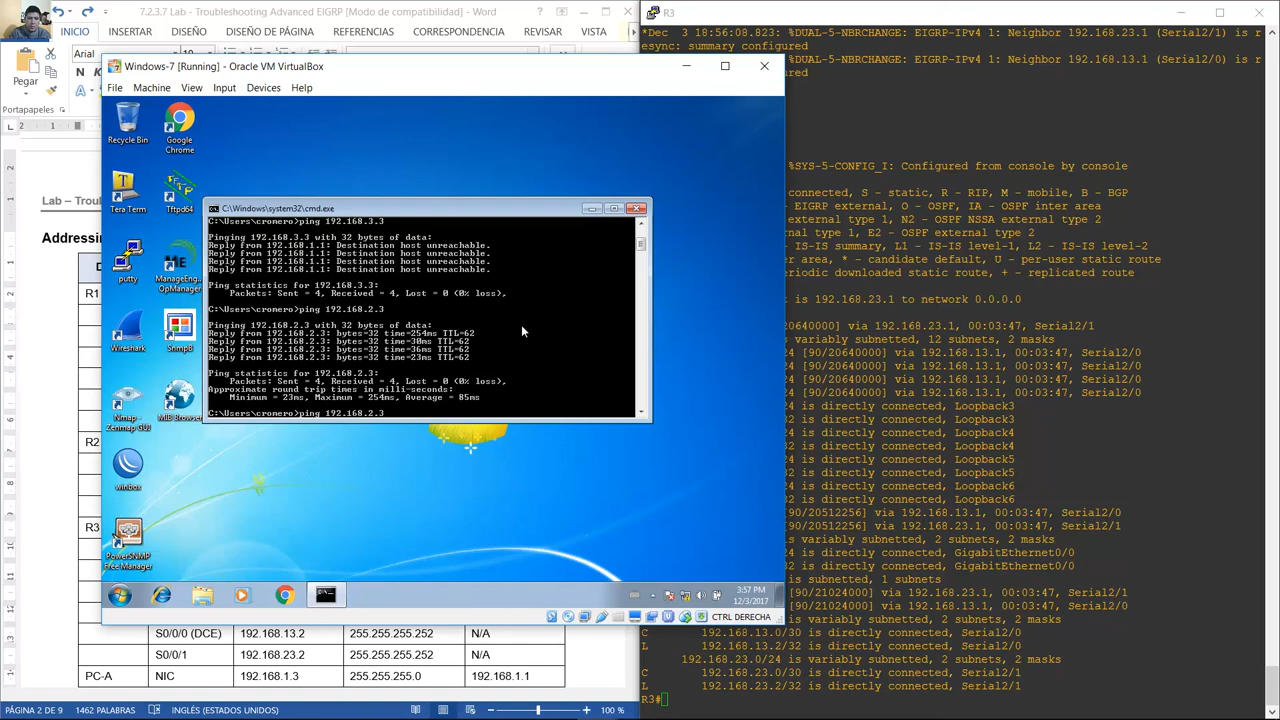 7.2.3.7 Lab - Troubleshooting Advanced EIGRP [Modo de compatibilidad] - Word
INICIO
INSERTAR
DISEÑO
DISEÑO DE PÁGINA
REFERENCIAS
CORRESPONDENCIA
REVISAR
VISTA
Arial
Pegar
N K
Portapapeles
Lab – Trou
Addressin
R1
R2
R3
Windows-7 [Running] - Oracle VM VirtualBox
File
Machine
View
Input
Devices
Help
Recycle Bin
Google
Chrome
Tera Term
Tftpd64
putty
ManageEng...
OpManager
Wireshark
SnmpB
Nmap -
Zenmap GUI
MIB Browser
winbox
PowerSNMP
Free Manager
C:\Windows\system32\cmd.exe
C:\Users\cromero>ping 192.168.3.3
Pinging 192.168.3.3 with 32 bytes of data:
Reply from 192.168.1.1: Destination host unreachable.
Reply from 192.168.1.1: Destination host unreachable.
Reply from 192.168.1.1: Destination host unreachable.
Reply from 192.168.1.1: Destination host unreachable.
Ping statistics for 192.168.3.3:
Packets: Sent = 4, Received = 4, Lost = 0 (0% loss),
C:\Users\cromero>ping 192.168.2.3
Pinging 192.168.2.3 with 32 bytes of data:
Reply from 192.168.2.3: bytes=32 time=254ms TTL=62
Reply from 192.168.2.3: bytes=32 time=30ms TTL=62
Reply from 192.168.2.3: bytes=32 time=36ms TTL=62
Reply from 192.168.2.3: bytes=32 time=23ms TTL=62
Ping statistics for 192.168.2.3:
Packets: Sent = 4, Received = 4, Lost = 0 (0% loss),
Approximate round trip times in milli-seconds:
Minimum = 23ms, Maximum = 254ms, Average = 85ms
C:\Users\cromero>ping 192.168.2.3
3:57 PM
12/3/2017
CTRL DERECHA
S0/0/0 (DCE) 192.168.13.2 255.255.255.252 N/A
S0/0/1 192.168.23.2 255.255.255.252 N/A
PC-A NIC 192.168.1.3 255.255.255.0 192.168.1.1
PÁGINA 2 DE 9
1462 PALABRAS
INGLÉS (ESTADOS UNIDOS)
100 %
R3
*Dec 3 18:56:08.823: %DUAL-5-NBRCHANGE: EIGRP-IPv4 1: Neighbor 192.168.23.1 (Serial2/1) is r
esync: summary configured
%DUAL-5-NBRCHANGE: EIGRP-IPv4 1: Neighbor 192.168.13.1 (Serial2/0) is r
ured
%SYS-5-CONFIG_I: Configured from console by console
connected, S - static, R - RIP, M - mobile, B - BGP
EIGRP external, O - OSPF, IA - OSPF inter area
external type 1, N2 - OSPF NSSA external type 2
rnal type 1, E2 - OSPF external type 2
IS-IS summary, L1 - IS-IS level-1, L2 - IS-IS level-2
er area, * - candidate default, U - per-user static route
eriodic downloaded static route, + - replicated route
t is 192.168.23.1 to network 0.0.0.0
20640000] via 192.168.23.1, 00:03:47, Serial2/1
variably subnetted, 12 subnets, 2 masks
24 [90/20640000] via 192.168.13.1, 00:03:47, Serial2/0
32 [90/20640000] via 192.168.13.1, 00:03:47, Serial2/0
24 [90/20640000] via 192.168.13.1, 00:03:47, Serial2/0
24 [90/20640000] via 192.168.13.1, 00:03:47, Serial2/0
24 is directly connected, Loopback3
32 is directly connected, Loopback3
24 is directly connected, Loopback4
32 is directly connected, Loopback4
24 is directly connected, Loopback5
32 is directly connected, Loopback5
24 is directly connected, Loopback6
32 is directly connected, Loopback6
[90/20512256] via 192.168.13.1, 00:03:47, Serial2/0
[90/20512256] via 192.168.23.1, 00:03:47, Serial2/1
s variably subnetted, 2 subnets, 2 masks
24 is directly connected, GigabitEthernet0/0
32 is directly connected, GigabitEthernet0/0
is subnetted, 1 subnets
90/21024000] via 192.168.23.1, 00:03:47, Serial2/1
90/21024000] via 192.168.13.1, 00:03:47, Serial2/0
s variably subnetted, 2 subnets, 2 masks
C 192.168.13.0/30 is directly connected, Serial2/0
L 192.168.13.2/32 is directly connected, Serial2/0
192.168.23.0/24 is variably subnetted, 2 subnets, 2 masks
C 192.168.23.0/30 is directly connected, Serial2/1
L 192.168.23.2/32 is directly connected, Serial2/1
R3#